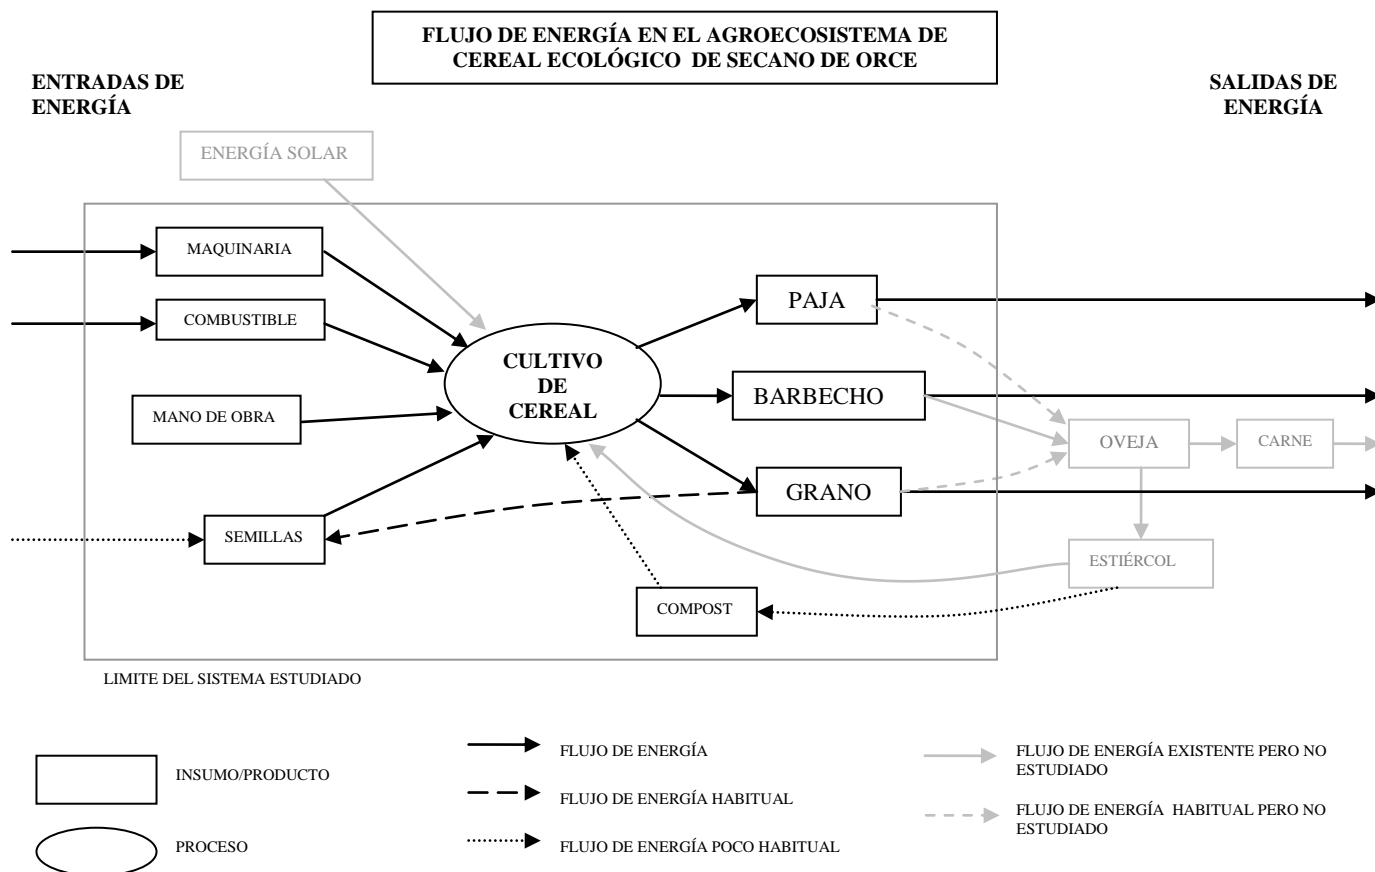 FLUJO DE ENERGÍA EN EL AGROECOSISTEMA DE
CEREAL ECOLÓGICO DE SECANO DE ORCE
ENTRADAS DE
ENERGÍA
SALIDAS DE
ENERGÍA
ENERGÍA SOLAR
MAQUINARIA
COMBUSTIBLE
MANO DE OBRA
SEMILLAS
CULTIVO
DE
CEREAL
PAJA
BARBECHO
GRANO
COMPOST
OVEJA
CARNE
ESTIÉRCOL
LIMITE DEL SISTEMA ESTUDIADO
INSUMO/PRODUCTO
PROCESO
FLUJO DE ENERGÍA
FLUJO DE ENERGÍA HABITUAL
FLUJO DE ENERGÍA POCO HABITUAL
FLUJO DE ENERGÍA EXISTENTE PERO NO
ESTUDIADO
FLUJO DE ENERGÍA HABITUAL PERO NO
ESTUDIADO